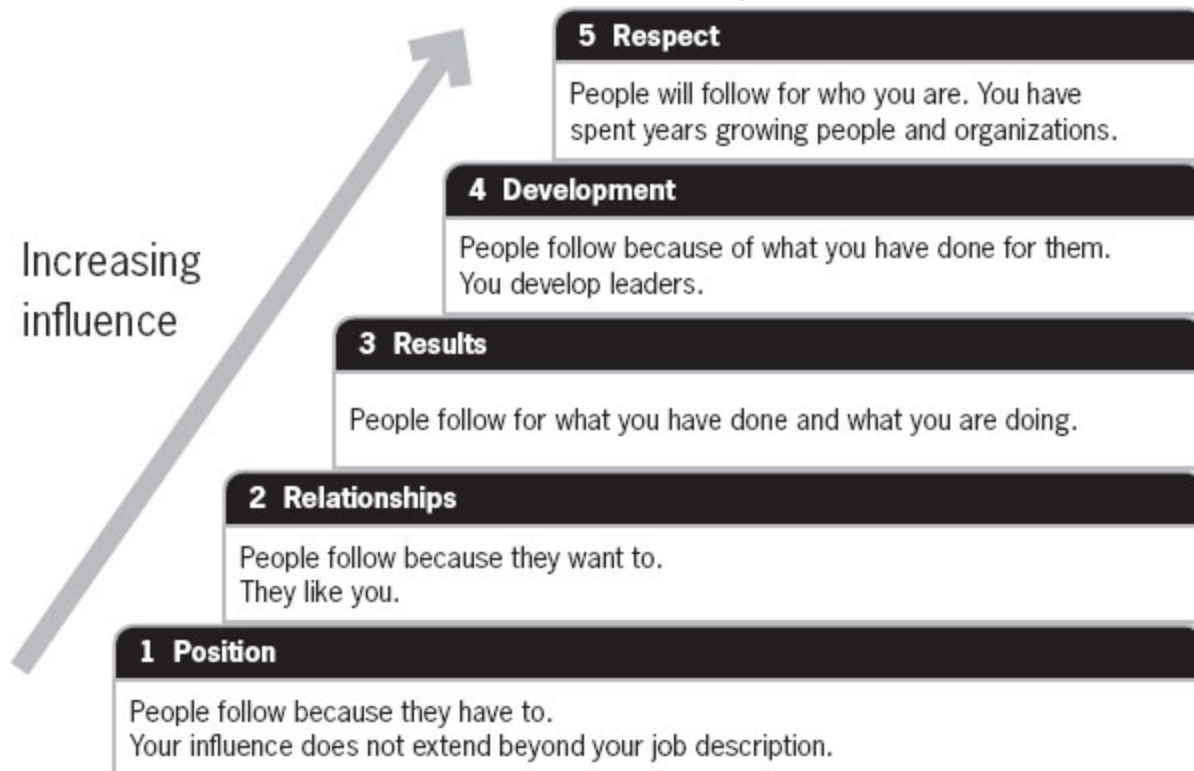 5 Respect
People will follow for who you are. You have
spent years growing people and organizations.
4 Development
People follow because of what you have done for them.
You develop leaders.
Increasing
influence
3 Results
People follow for what you have done and what you are doing.
2 Relationships
People follow because they want to.
They like you.
1 Position
People follow because they have to.
Your influence does not extend beyond your job description.